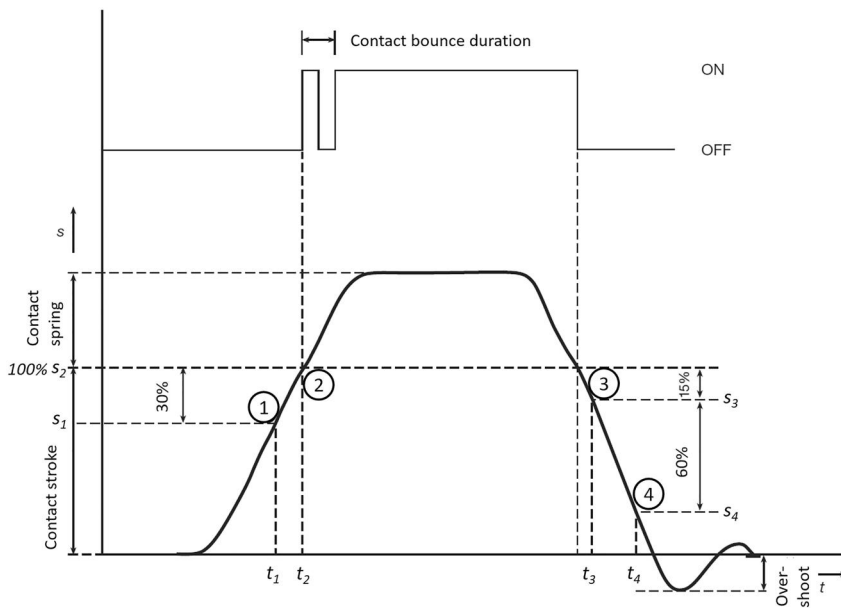 Contact bounce duration
ON
OFF
s
Contact
spring
100% s2
30%
1
2
3
15%
s3
s1
Contact stroke
60%
4
s4
t1
t2
t3
t4
Over-
shoot
t